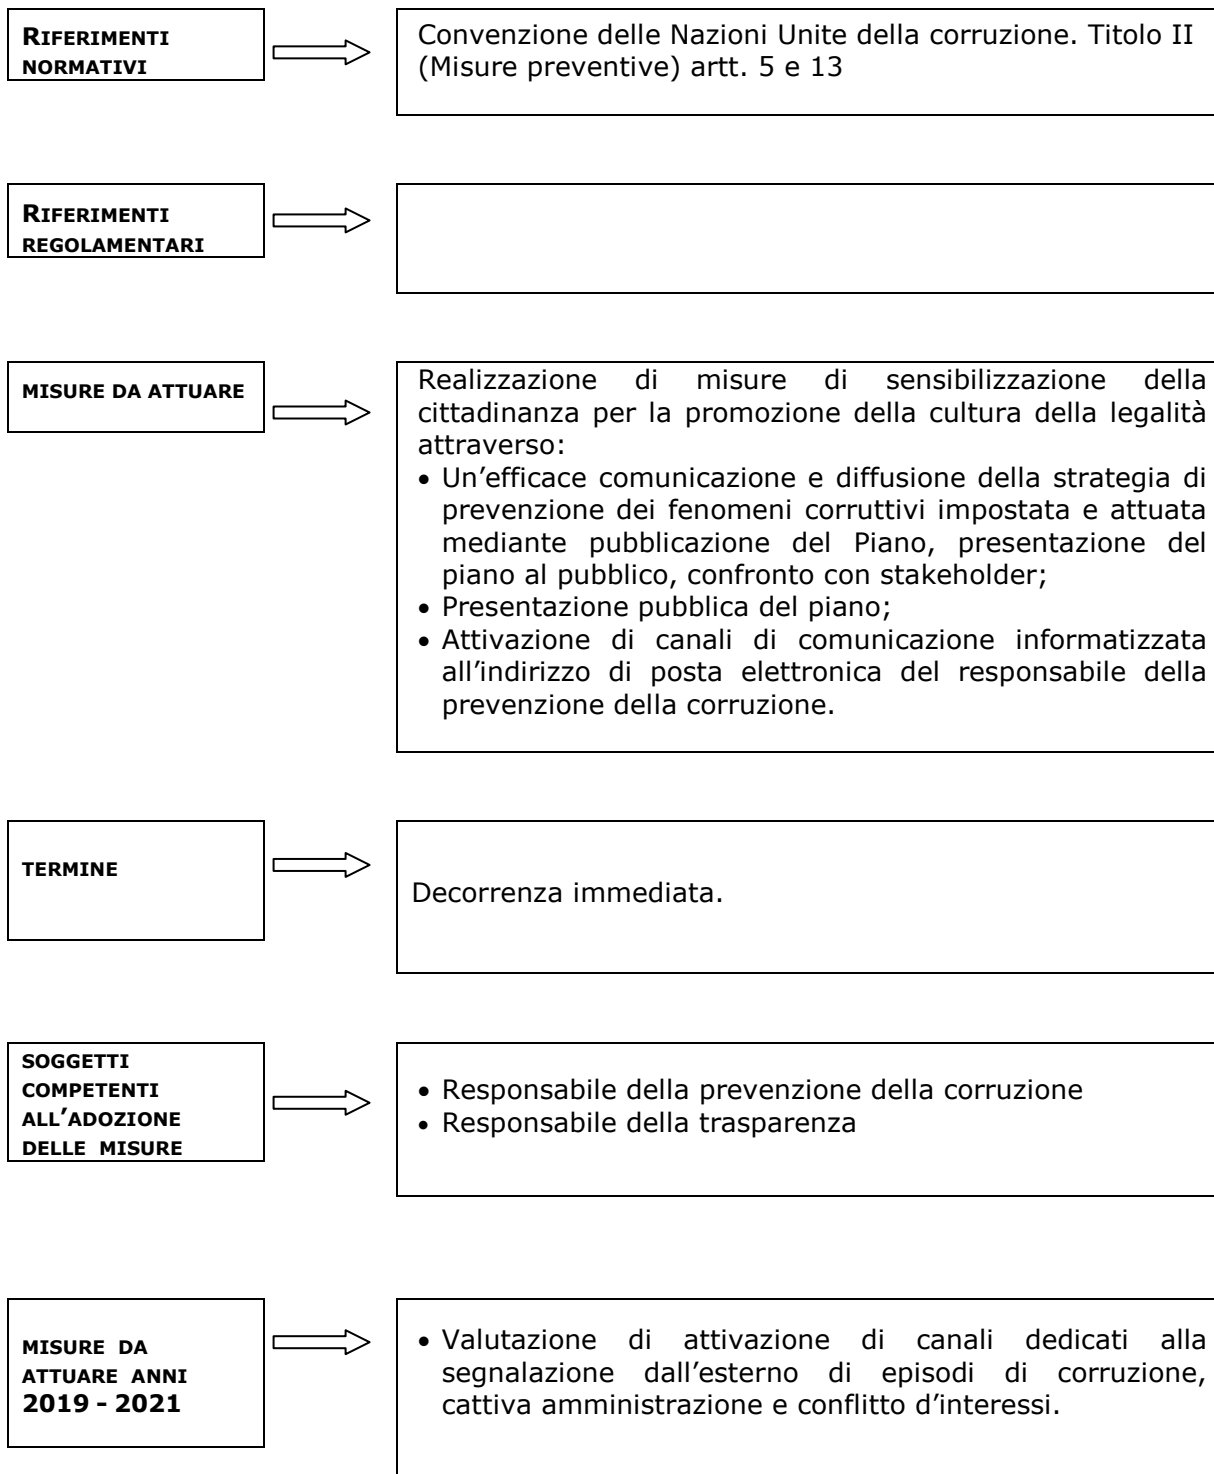 RIFERIMENTI
NORMATIVI
Convenzione delle Nazioni Unite della corruzione. Titolo II
(Misure preventive) artt. 5 e 13
RIFERIMENTI
REGOLAMENTARI
MISURE DA ATTUARE
Realizzazione di misure di sensibilizzazione della
cittadinanza per la promozione della cultura della legalità
attraverso:
• Un’efficace comunicazione e diffusione della strategia di
prevenzione dei fenomeni corruttivi impostata e attuata
mediante pubblicazione del Piano, presentazione del
piano al pubblico, confronto con stakeholder;
• Presentazione pubblica del piano;
• Attivazione di canali di comunicazione informatizzata
all’indirizzo di posta elettronica del responsabile della
prevenzione della corruzione.
TERMINE
Decorrenza immediata.
SOGGETTI
COMPETENTI
ALL’ADOZIONE
DELLE MISURE
• Responsabile della prevenzione della corruzione
• Responsabile della trasparenza
MISURE DA
ATTUARE ANNI
2019 - 2021
• Valutazione di attivazione di canali dedicati alla
segnalazione dall’esterno di episodi di corruzione,
cattiva amministrazione e conflitto d’interessi.